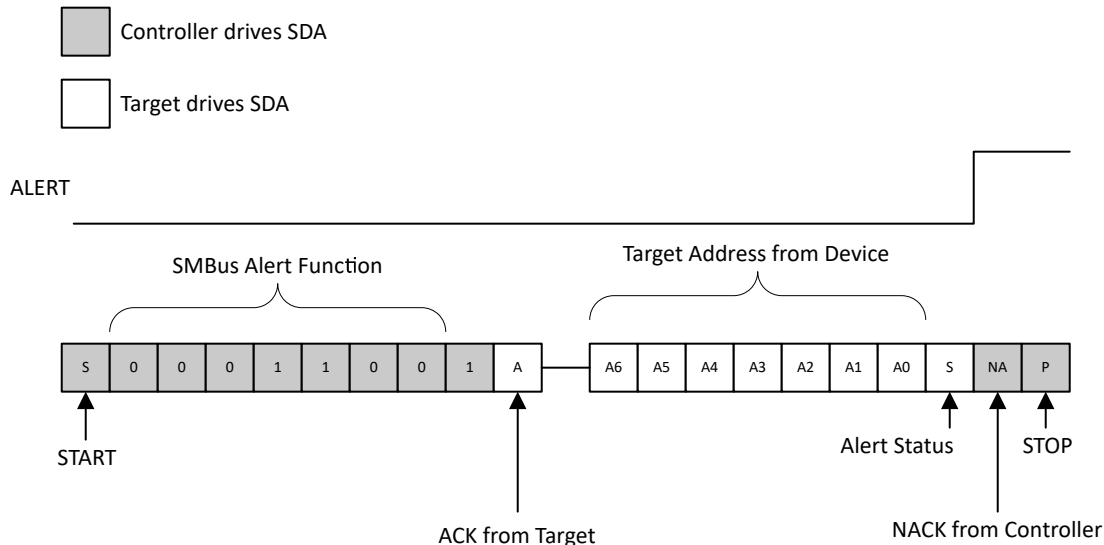 Controller drives SDA
Target drives SDA
ALERT
SMBus Alert Function
Target Address from Device
S 0 0 0 1 1 0 0 1 A A6 A5 A4 A3 A2 A1 A0 S NA P
START
Alert Status
STOP
ACK from Target
NACK from Controller